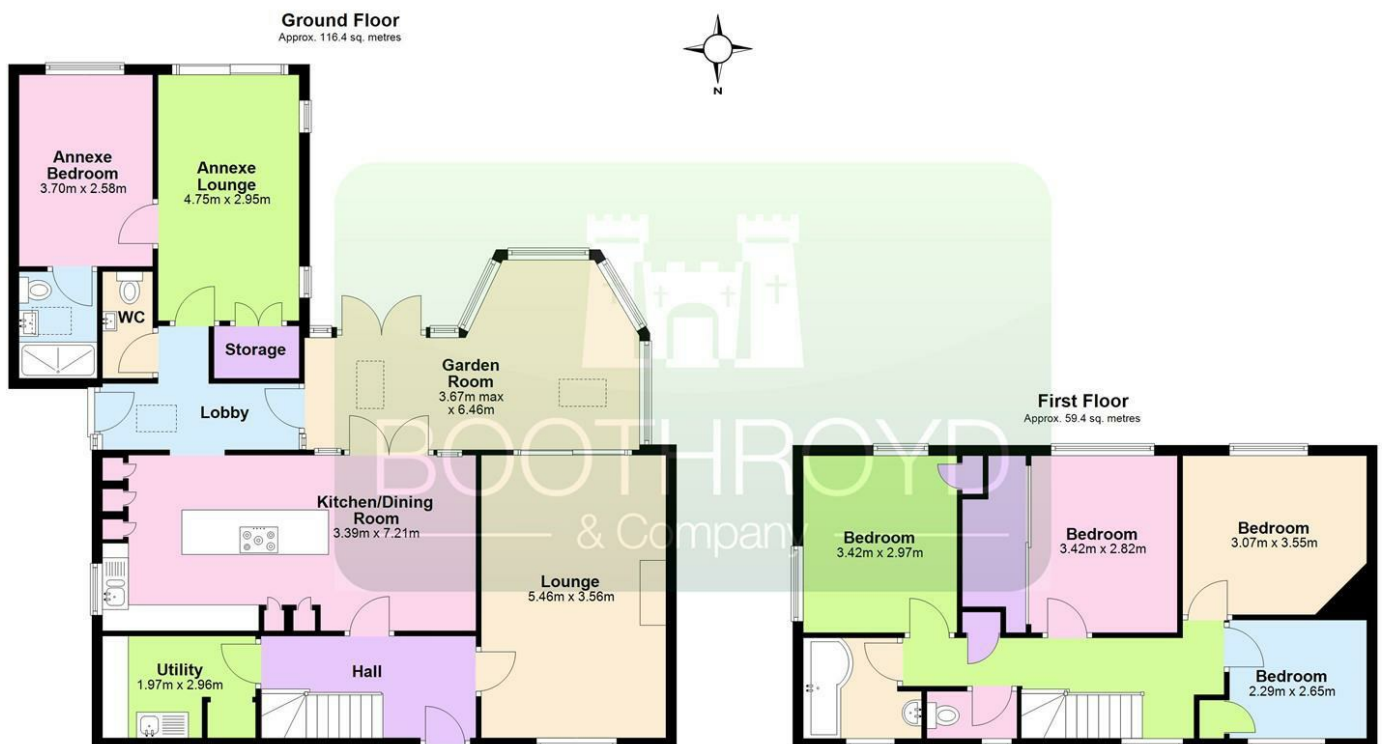 Ground Floor
Approx. 116.4 sq. metres
N
Annexe
Bedroom
3.70m x 2.58m
Annexe
Lounge
4.75m x 2.95m
WC
Storage
Lobby
Garden
Room
3.67m max
x 6.46m
BOOTHROYD
& Company
Kitchen/Dining
Room
3.39m x 7.21m
Lounge
5.46m x 3.56m
Utility
1.97m x 2.96m
Hall
First Floor
Approx. 59.4 sq. metres
Bedroom
3.42m x 2.97m
Bedroom
3.42m x 2.82m
Bedroom
3.07m x 3.55m
Bedroom
2.29m x 2.65m